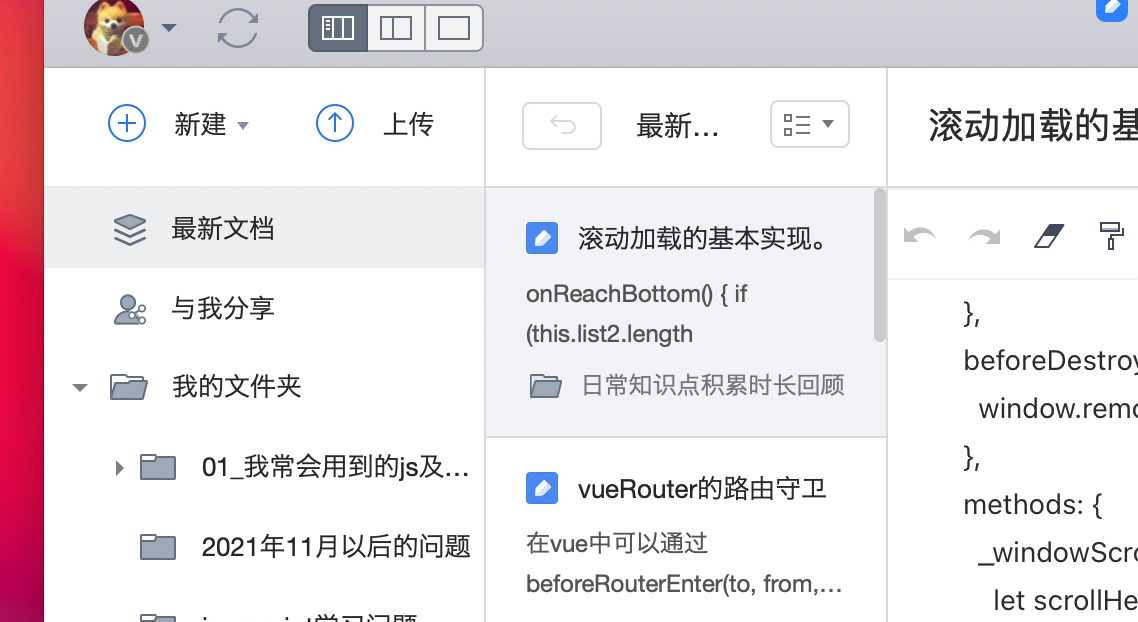 新建
上传
最新文档
与我分享
我的文件夹
01_我常会用到的js及…
2021年11月以后的问题
最新…
滚动加载的基本实现。
onReachBottom() { if
(this.list2.length
日常知识点积累时长回顾
vueRouter的路由守卫
在vue中可以通过
beforeRouterEnter(to, from,…
滚动加载的基
},
beforeDestroy
window.remo
},
methods: {
_windowScro
let scrollHe